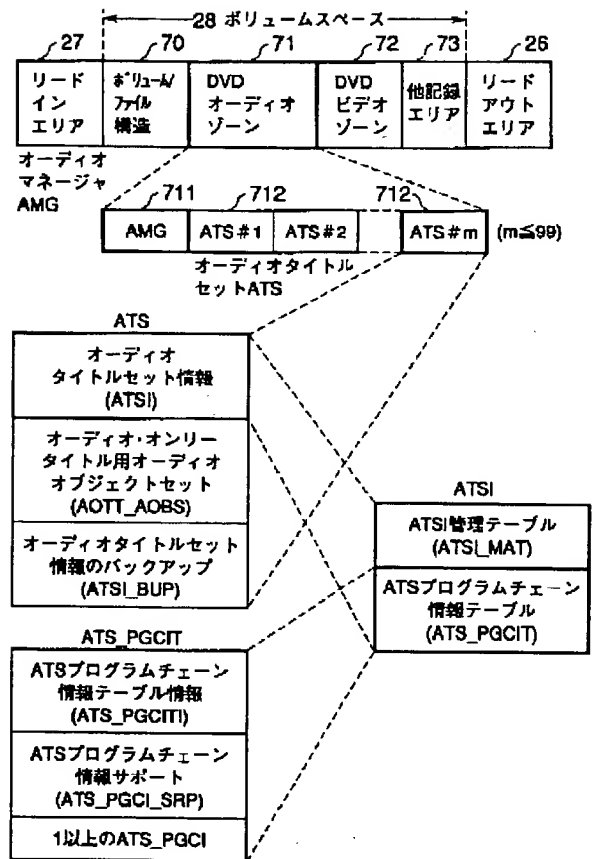 28 ボリュームスペース
27
70
71
72
73
26
リード
イン
エリア
ボリューム/
ファイル
構造
DVD
オーディオ
ゾーン
DVD
ビデオ
ゾーン
他記録
エリア
リード
アウト
エリア
オーディオ
マネージャ
AMG
711
712
712
AMG
ATS#1
ATS#2
ATS#m
(m≦99)
オーディオタイトル
セットATS
ATS
オーディオ
タイトルセット情報
(ATSI)
オーディオ・オンリー
タイトル用オーディオ
オブジェクトセット
(AOTT_AOBS)
オーディオタイトルセット
情報のバックアップ
(ATSI_BUP)
ATSI
ATSI管理テーブル
(ATSI_MAT)
ATSプログラムチェーン
情報テーブル
(ATS_PGCIT)
ATS_PGCIT
ATSプログラムチェーン
情報テーブル情報
(ATS_PGCITI)
ATSプログラムチェーン
情報サポート
(ATS_PGCI_SRP)
1以上のATS_PGCI